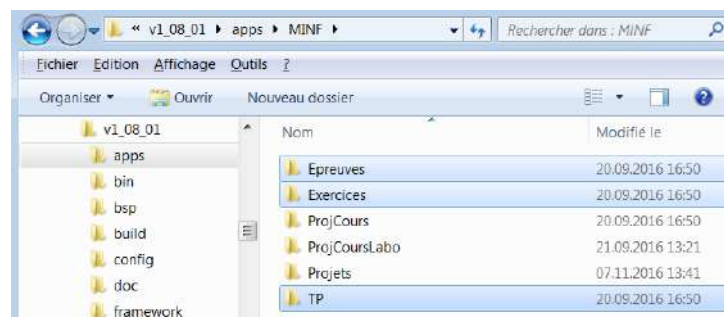 « v1_08_01 ▸ apps ▸ MINF ▸ Rechercher dans : MINF
Fichier Edition Affichage Outils ?
Organiser ▾ Ouvrir Nouveau dossier
v1_08_01
apps
bin
bsp
build
config
doc
framework
Nom Modifié le
Epreuves 20.09.2016 16:50
Exercices 20.09.2016 16:50
ProjCours 20.09.2016 16:50
ProjCoursLabo 21.09.2016 13:21
Projets 07.11.2016 13:41
TP 20.09.2016 16:50